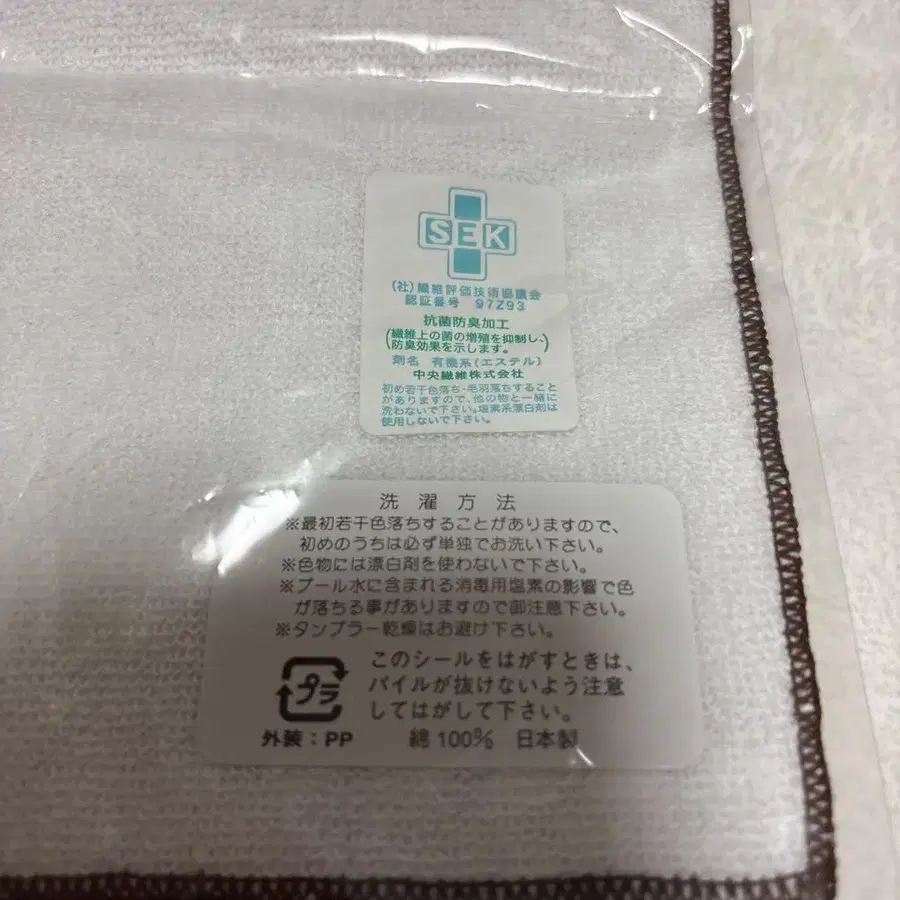 SEK
(社)繊維評価技術協議会
認証番号 97Z93
抗菌防臭加工
(繊維上の菌の増殖を抑制し、
防臭効果を示します。)
剤名 有機系(エステル)
中央繊維株式会社
初め若干色落ち・毛羽落ちすること
がありますので、他の物と一緒に
洗わないで下さい。塩素系漂白剤は
使用しないで下さい。
洗濯方法
※最初若干色落ちすることがありますので、
初めのうちは必ず単独でお洗い下さい。
※色物には漂白剤を使わないで下さい。
※プール水に含まれる消毒用塩素の影響で色
が落ちる事がありますので御注意下さい。
※タンブラー乾燥はお避け下さい。
プラ
このシールをはがすときは、
パイルが抜けないよう注意
してはがして下さい。
外装：PP 綿100% 日本製